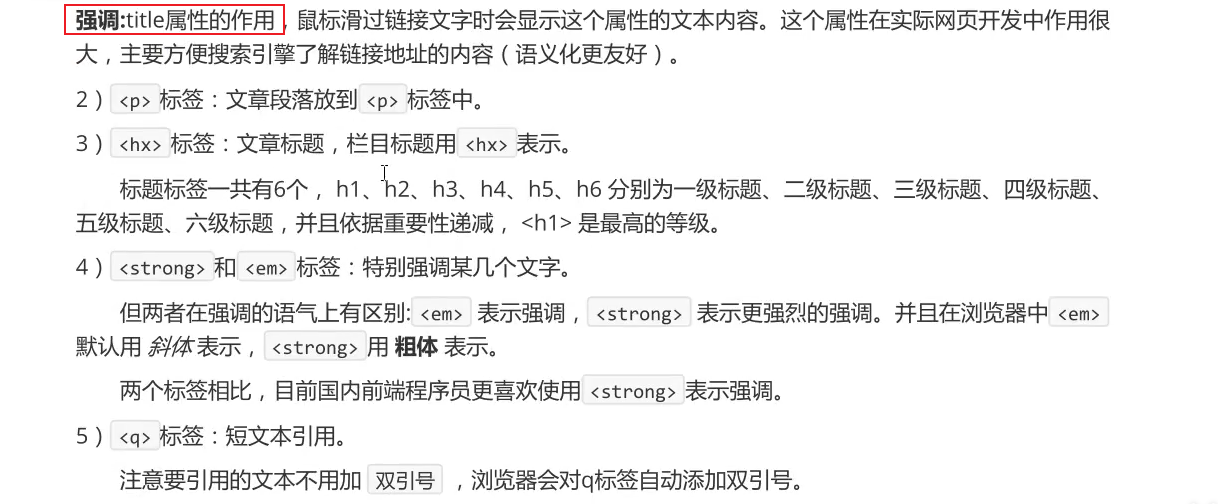 强调:title属性的作用，鼠标滑过链接文字时会显示这个属性的文本内容。这个属性在实际网页开发中作用很
大，主要方便搜索引擎了解链接地址的内容（语义化更友好）。
2）<p>标签：文章段落放到<p>标签中。
3）<hx>标签：文章标题，栏目标题用<hx>表示。
标题标签一共有6个，h1、h2、h3、h4、h5、h6 分别为一级标题、二级标题、三级标题、四级标题、
五级标题、六级标题，并且依据重要性递减，<h1> 是最高的等级。
4）<strong>和<em>标签：特别强调某几个文字。
但两者在强调的语气上有区别:<em> 表示强调，<strong> 表示更强烈的强调。并且在浏览器中<em>
默认用 斜体 表示，<strong>用 粗体 表示。
两个标签相比，目前国内前端程序员更喜欢使用<strong>表示强调。
5）<q>标签：短文本引用。
注意要引用的文本不用加 双引号 ，浏览器会对q标签自动添加双引号。